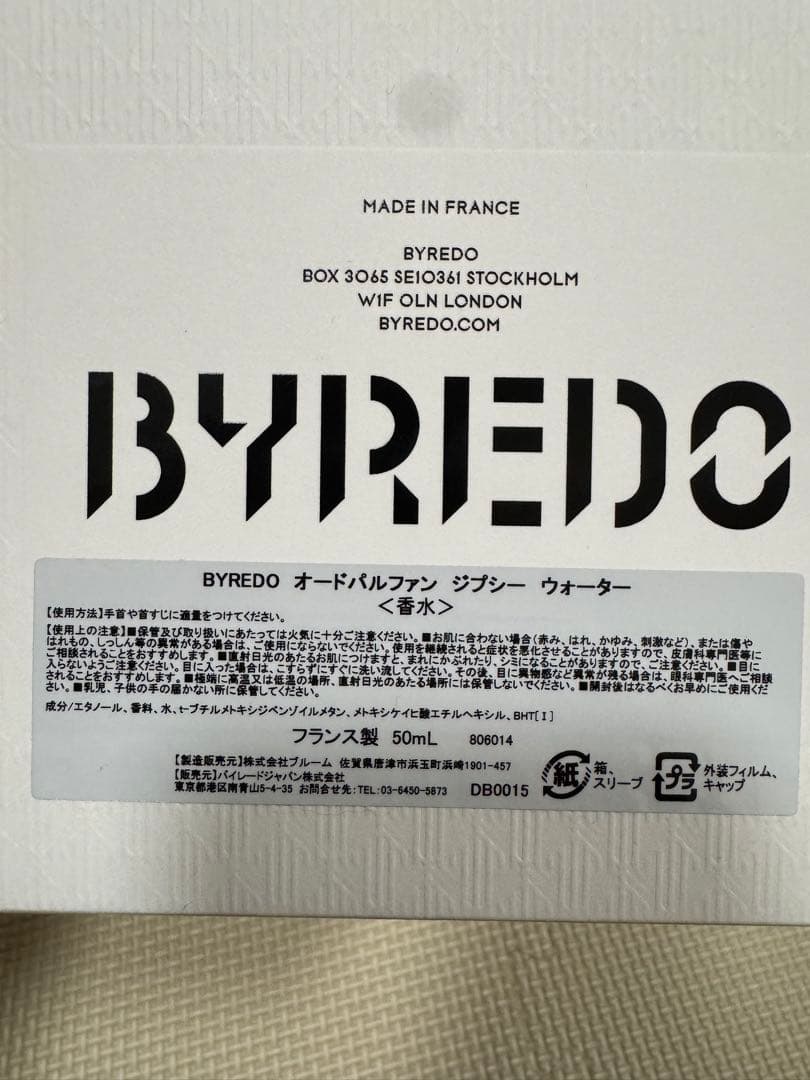 MADE IN FRANCE
BYREDO
BOX 3065 SE10361 STOCKHOLM
W1F OLN LONDON
BYREDO.COM
BYREDO
BYREDO オードパルファン ジプシー ウォーター
＜香水＞
【使用方法】手首や首すじに適量をつけてください。
【使用上の注意】■保管及び取り扱いにあたっては火気に十分ご注意ください。■お肌に合わない場合(赤み、はれ、かゆみ、刺激など)、または傷や
はれもの、しっしん等の異常がある場合は、ご使用にならないでください。使用を継続されると症状を悪化させることがありますので、皮膚科専門医等に
ご相談されることをおすすめします。■直射日光のあたるお肌につけますと、まれにかぶれたり、シミになることがありますので、ご注意ください。■目に
入らないようご注意ください。目に入った場合は、こすらずにすぐに洗い流してください。その後、目に異物感など異常が残る場合は、眼科専門医へご相談
されることをおすすめします。■極端に高温又は低温の場所、直射日光のあたる場所には保管しないでください。■開封後はなるべくお早めにご使用くだ
さい。■乳児、子供の手の届かない所に保管してください。
成分/エタノール、香料、水、t-ブチルメトキシジベンゾイルメタン、メトキシケイヒ酸エチルヘキシル、BHT[Ⅰ]
フランス製 50mL 806014
【製造販売元】株式会社ブルーム 佐賀県唐津市浜玉町浜崎1901-457
【販売元】バイレードジャパン株式会社
東京都港区南青山5-4-35 お問合せ先：TEL：03-6450-5873 DB0015
紙 箱、スリーブ
プラ 外装フィルム、キャップ